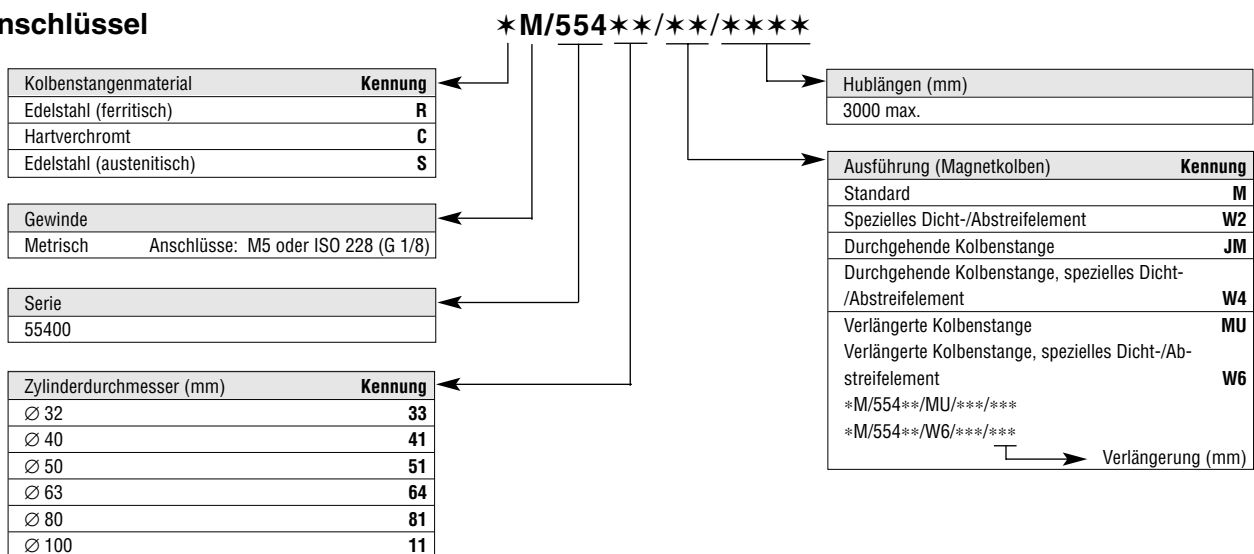 nschlüssel
✶M/554✶✶/✶✶/✶✶✶✶
Kolbenstangenmaterial Kennung
Edelstahl (ferritisch) R
Hartverchromt C
Edelstahl (austenitisch) S
Gewinde
Metrisch Anschlüsse: M5 oder ISO 228 (G 1/8)
Serie
55400
Zylinderdurchmesser (mm) Kennung
∅ 32 33
∅ 40 41
∅ 50 51
∅ 63 64
∅ 80 81
∅ 100 11
Hublängen (mm)
3000 max.
Ausführung (Magnetkolben) Kennung
Standard M
Spezielles Dicht-/Abstreifelement W2
Durchgehende Kolbenstange JM
Durchgehende Kolbenstange, spezielles Dicht-
/Abstreifelement W4
Verlängerte Kolbenstange MU
Verlängerte Kolbenstange, spezielles Dicht-/Ab-
streifelement W6
∗M/554∗∗/MU/∗∗∗/∗∗∗
∗M/554∗∗/W6/∗∗∗/∗∗∗
Verlängerung (mm)